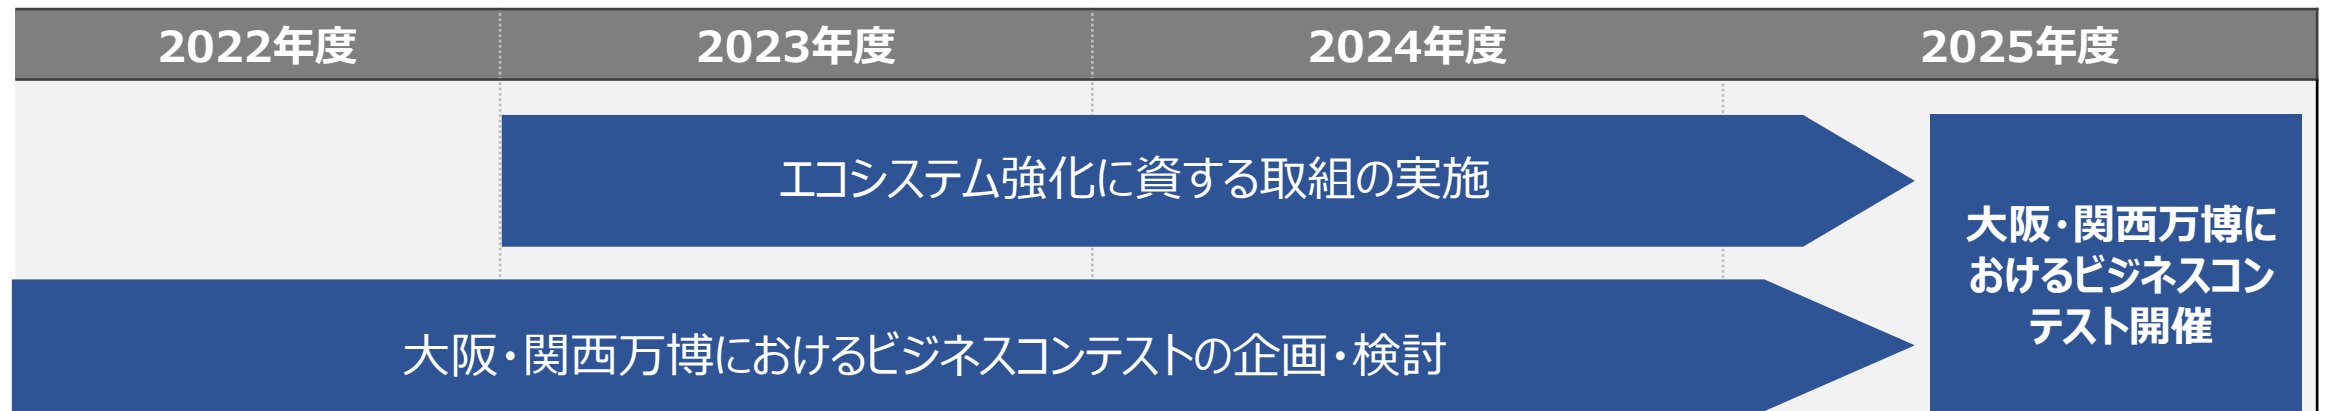 2022年度 2023年度 2024年度 2025年度
エコシステム強化に資する取組の実施
大阪・関西万博におけるビジネスコンテストの企画・検討
大阪・関西万博に
おけるビジネスコン
テスト開催